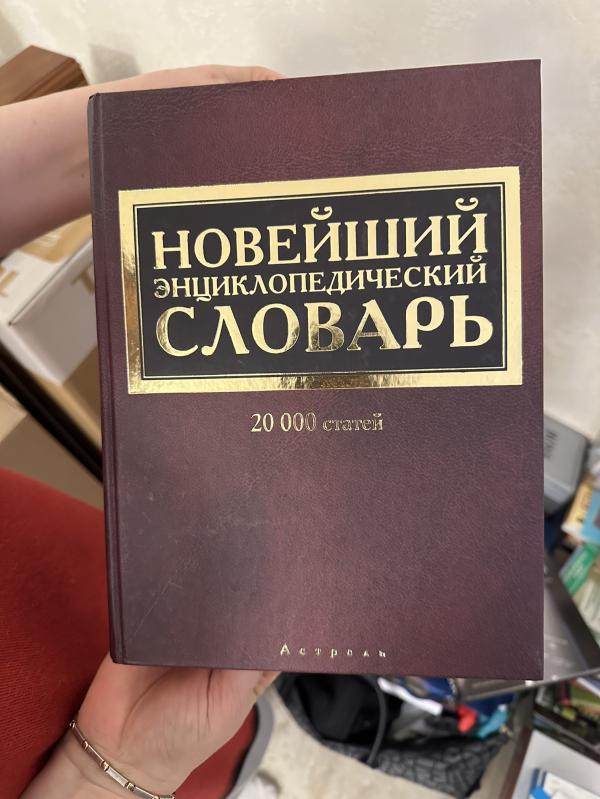 НОВЕЙШИЙ
ЭНЦИКЛОПЕДИЧЕСКИЙ
СЛОВАРЬ
20 000 статей
Астрель